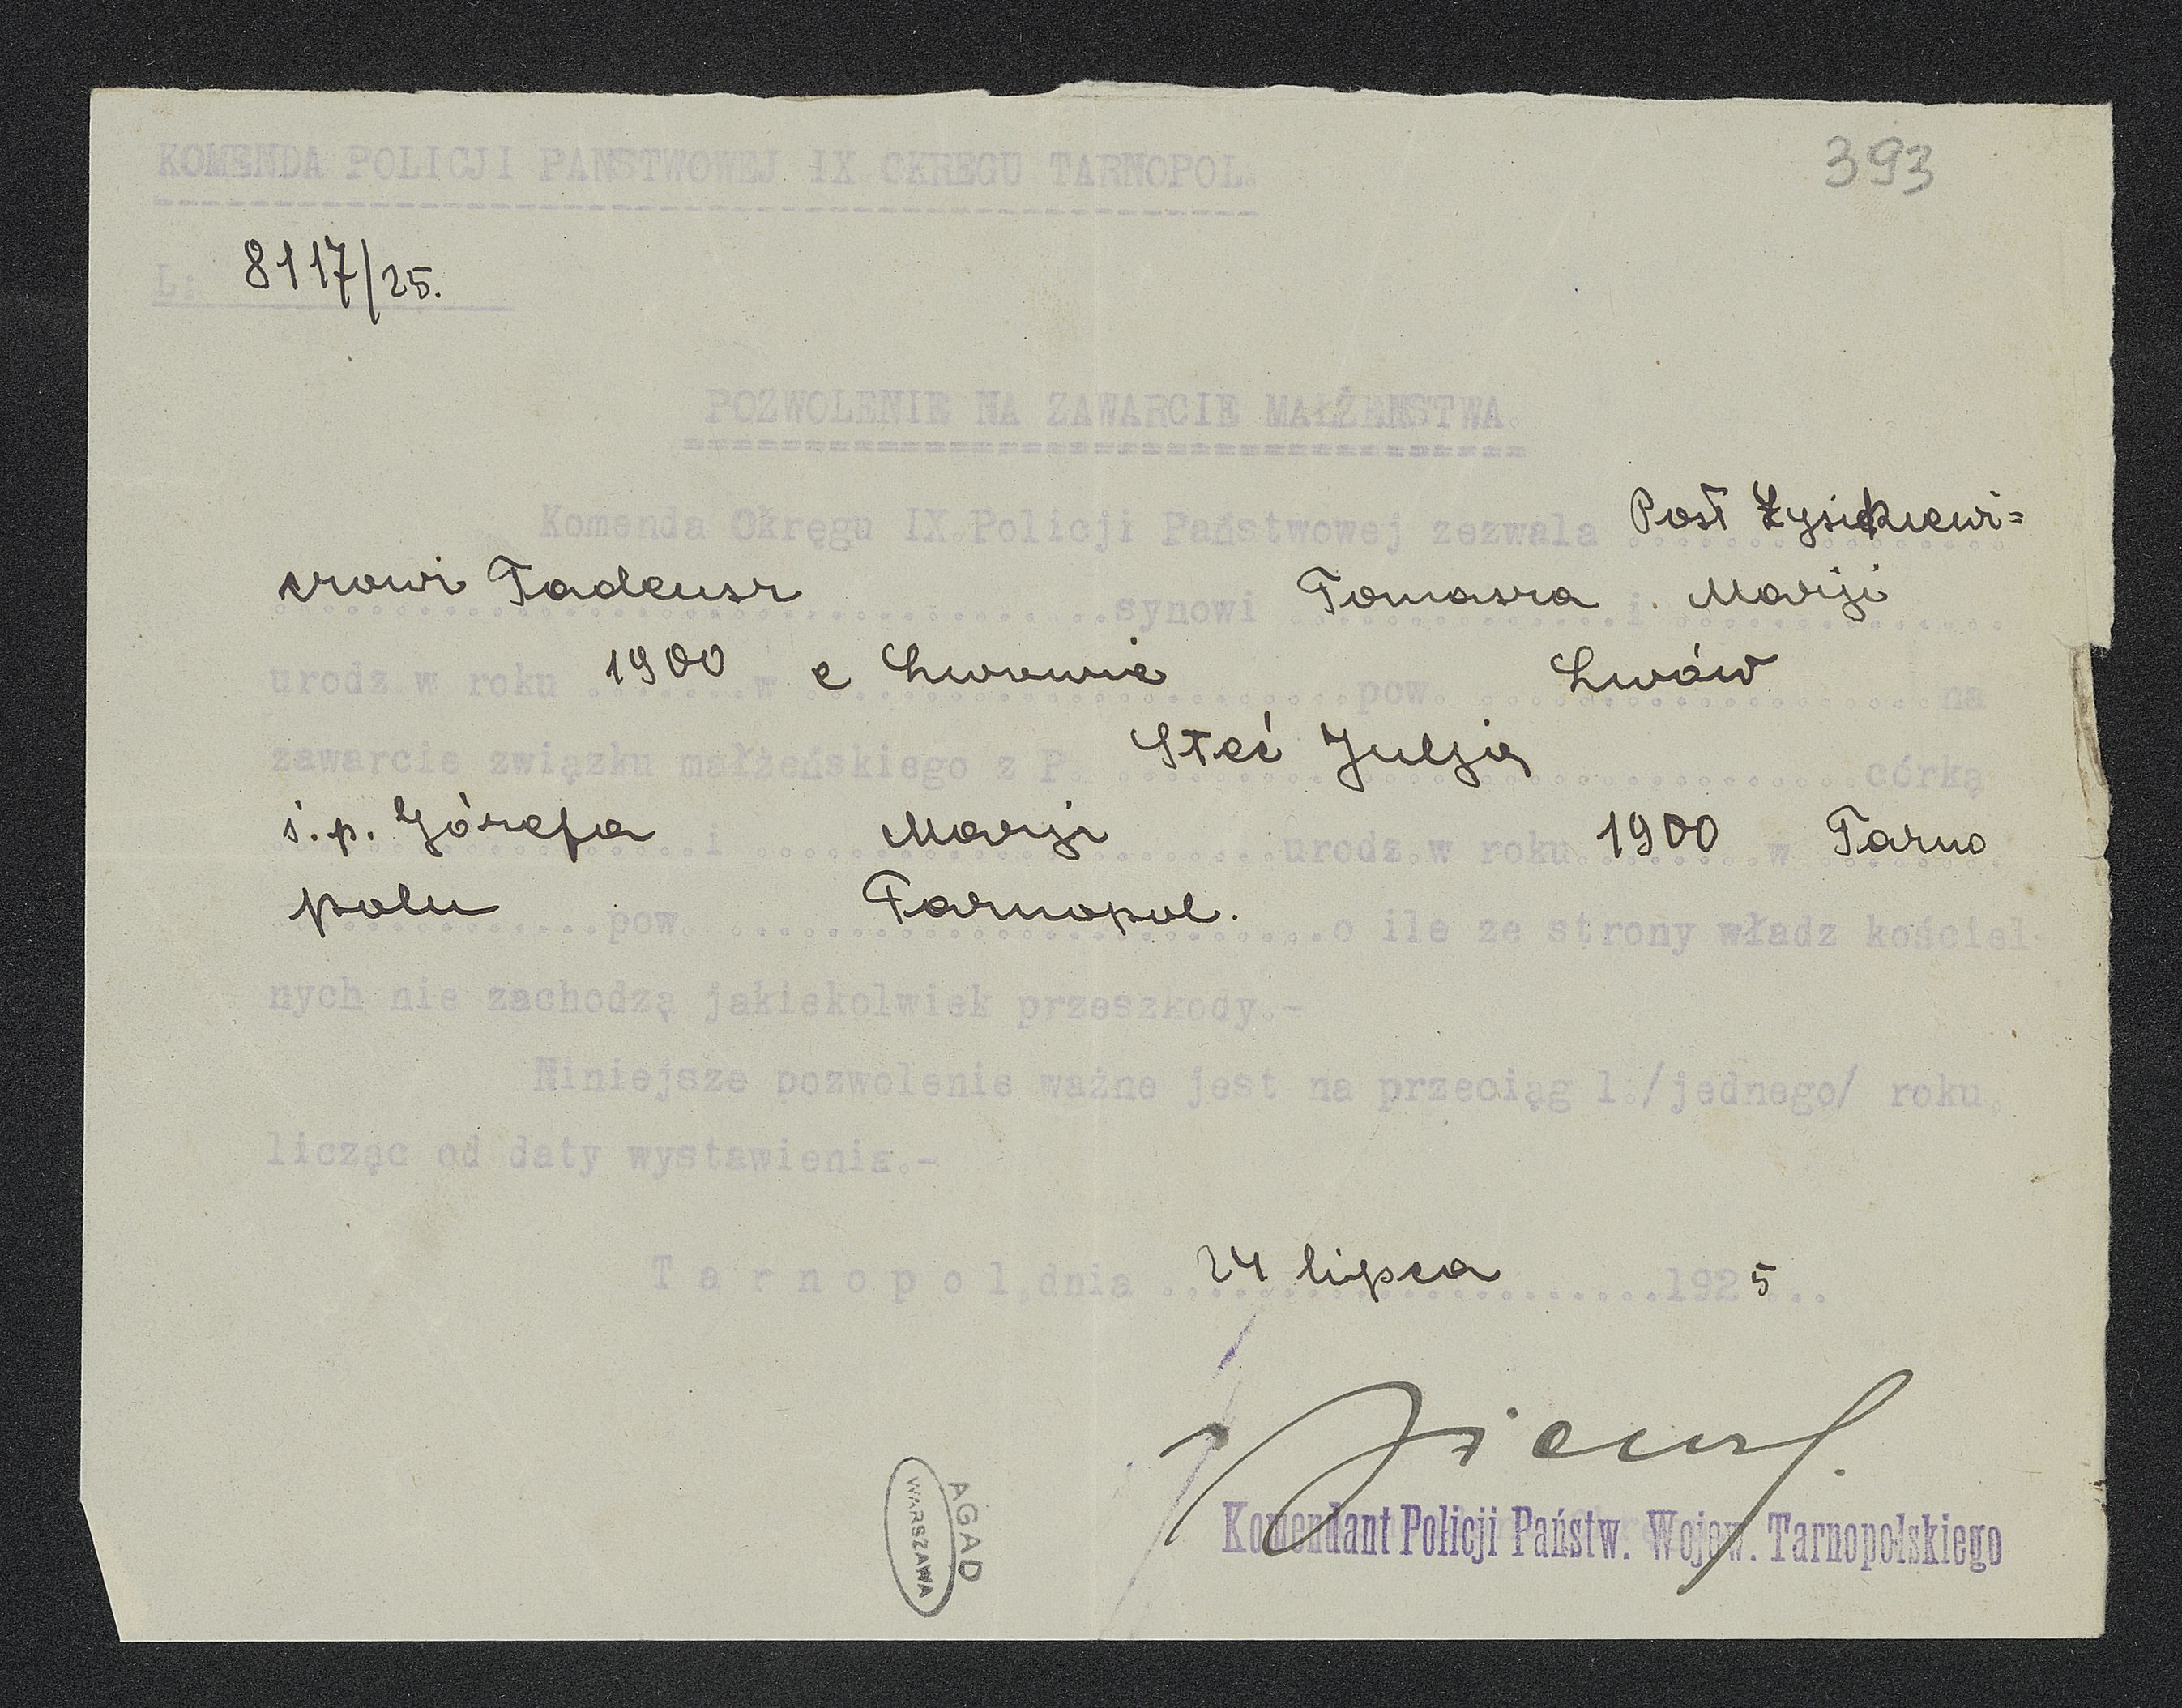 KOMENDA POLICJI PAŃSTWOWEJ IX OKRĘGU TARNOPOL.
393
L: 8117/25.
POZWOLENIE NA ZAWARCIE MAŁŻEŃSTWA.
Komenda Okręgu IX.Policji Państwowej zezwala Post
Tadeusz synowi Tomasza i Marji
urodz.w roku 1900 w Lwowie pow. Lwów na
zawarcie związku małżeńskiego z P. Steć Julją córką
ś.p. Józefa i Marji urodz.w roku 1900 w Tarno
polu pow. Tarnopol. o ile ze strony władz kościel-
nych nie zachodzą jakiekolwiek przeszkody.-
Niniejsze pozwolenie ważne jest na przeciąg 1./jednego/ roku,
licząc od daty wystawienia.-
Tarnopol, dnia 24 lipca 1925..
Komendant Policji Państw. Wojew. Tarnopolskiego
AGAD
WARSZAWA